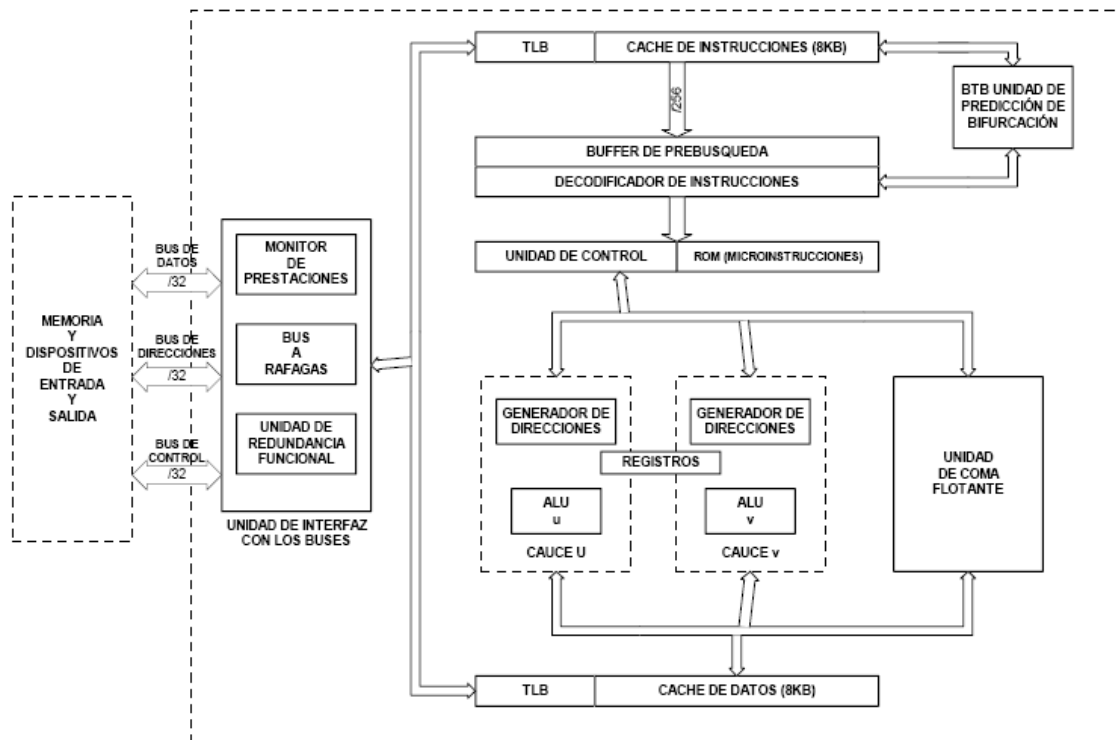 TLB
CACHE DE INSTRUCCIONES (8KB)
/256
BTB UNIDAD DE
PREDICCIÓN DE
BIFURCACIÓN
BUFFER DE PREBUSQUEDA
DECODIFICADOR DE INSTRUCCIONES
UNIDAD DE CONTROL
ROM (MICROINSTRUCCIONES)
MEMORIA
Y
DISPOSITIVOS
DE
ENTRADA
Y
SALIDA
BUS DE
DATOS
/32
BUS DE
DIRECCIONES
/32
BUS DE
CONTROL
/32
MONITOR
DE
PRESTACIONES
BUS
A
RAFAGAS
UNIDAD DE
REDUNDANCIA
FUNCIONAL
UNIDAD DE INTERFAZ
CON LOS BUSES
GENERADOR DE
DIRECCIONES
GENERADOR DE
DIRECCIONES
REGISTROS
ALU
u
CAUCE U
ALU
v
CAUCE v
UNIDAD
DE COMA
FLOTANTE
TLB
CACHE DE DATOS (8KB)